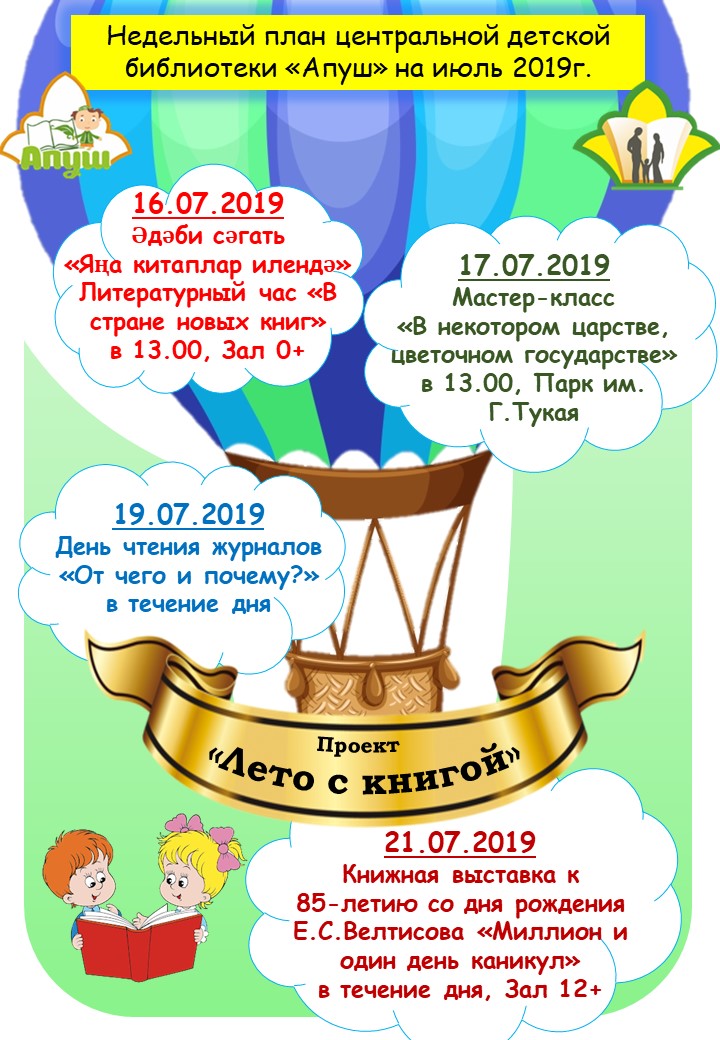 Недельный план центральной детской
библиотеки «Апуш» на июль 2019г.
Апуш
16.07.2019
Әдәби сәгать
«Яңа китаплар илендә»
Литературный час «В
стране новых книг»
в 13.00, Зал 0+
17.07.2019
Мастер-класс
«В некотором царстве,
цветочном государстве»
в 13.00, Парк им.
Г.Тукая
19.07.2019
День чтения журналов
«От чего и почему?»
в течение дня
Проект
«Лето с книгой»
21.07.2019
Книжная выставка к
85-летию со дня рождения
Е.С.Велтисова «Миллион и
один день каникул»
в течение дня, Зал 12+